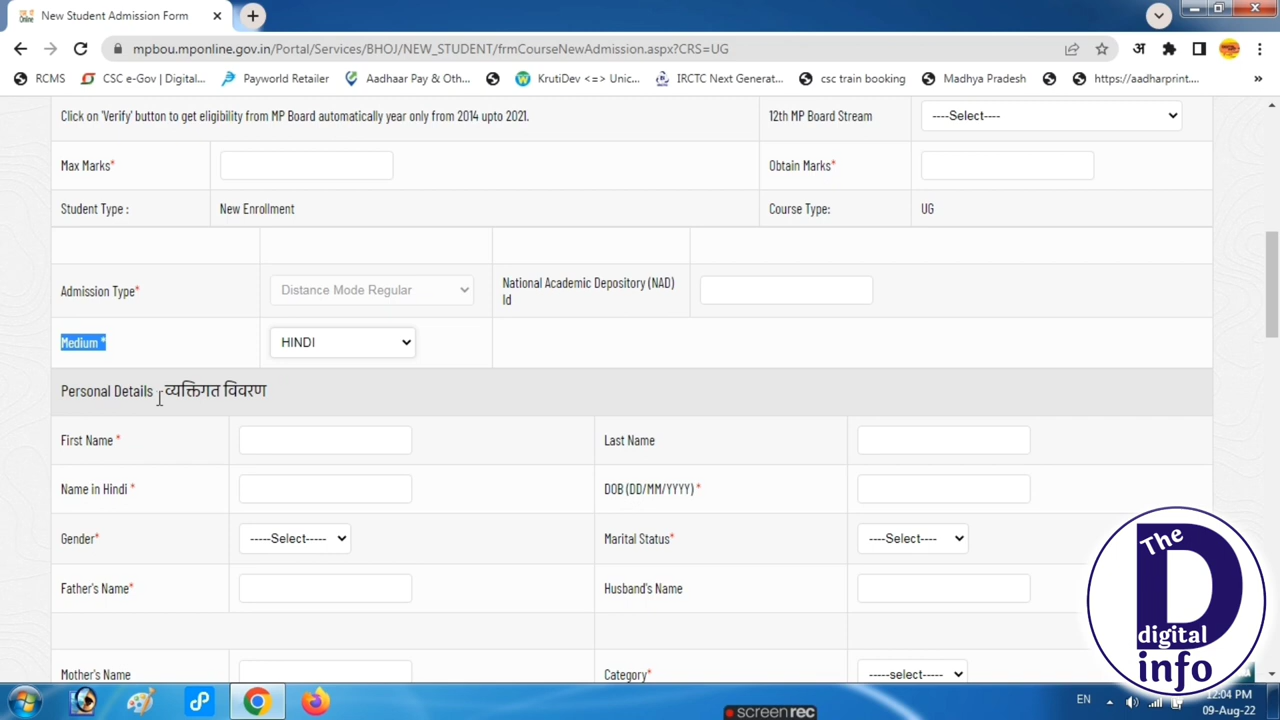 New Student Admission Form
mpbou.mponline.gov.in/Portal/Services/BHOJ/NEW_STUDENT/frmCourseNewAdmission.aspx?CRS=UG
अ
RCMS CSC e-Gov | Digital... Payworld Retailer Aadhaar Pay & Oth... KrutiDev <=> Unic... IRCTC Next Generat... csc train booking Madhya Pradesh https://aadharprint.... »
Click on 'Verify' button to get eligibility from MP Board automatically year only from 2014 upto 2021. 12th MP Board Stream ----Select----
Max Marks* Obtain Marks*
Student Type : New Enrollment Course Type: UG
Admission Type* Distance Mode Regular National Academic Depository (NAD) Id
Medium * HINDI
Personal Details व्यक्तिगत विवरण
First Name * Last Name
Name in Hindi * DOB (DD/MM/YYYY) *
Gender* -----Select----- Marital Status* ----Select----
Father's Name* Husband's Name
Mother's Name Category* -----select-----
The
D
digital
info
EN 12:04 PM
09-Aug-22
screenrec